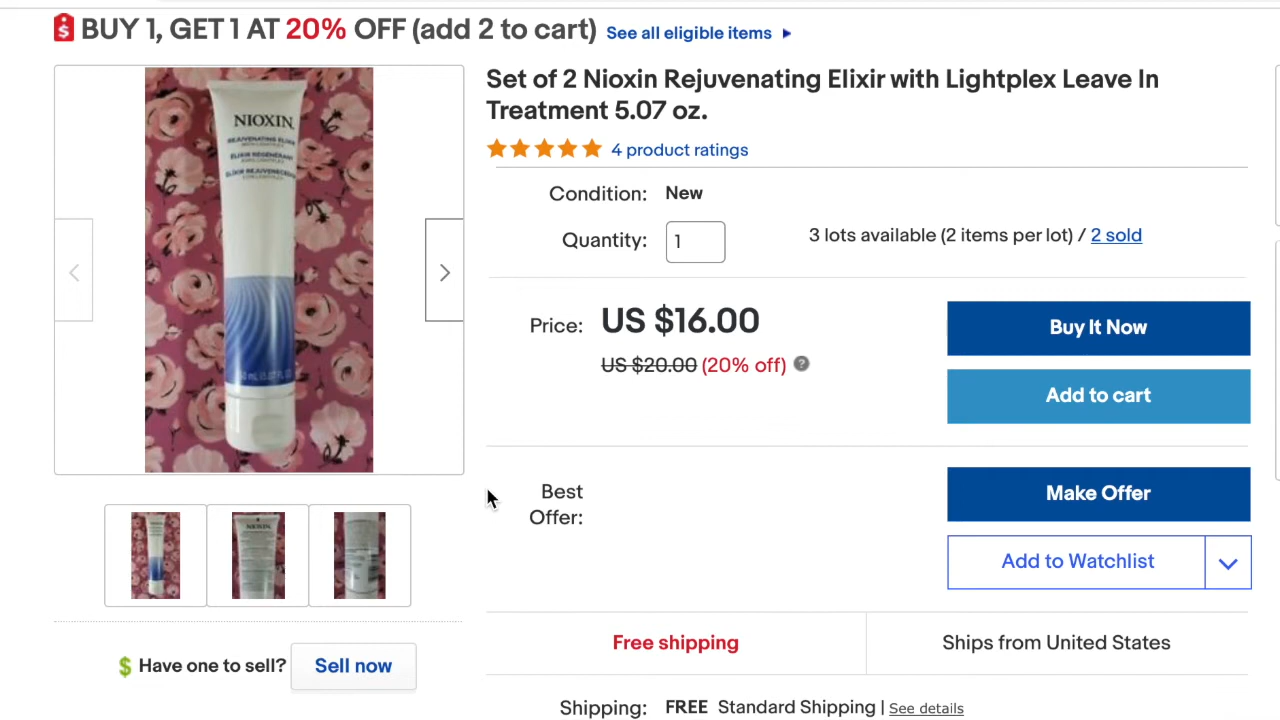 BUY 1, GET 1 AT 20% OFF (add 2 to cart) See all eligible items
Set of 2 Nioxin Rejuvenating Elixir with Lightplex Leave In
Treatment 5.07 oz.
4 product ratings
Condition: New
Quantity: 1 3 lots available (2 items per lot) / 2 sold
Price: US $16.00
US $20.00 (20% off)
Buy It Now
Add to cart
Best
Offer:
Make Offer
Add to Watchlist
Free shipping Ships from United States
Shipping: FREE Standard Shipping | See details
NIOXIN
REJUVENATING ELIXIR
Have one to sell? Sell now